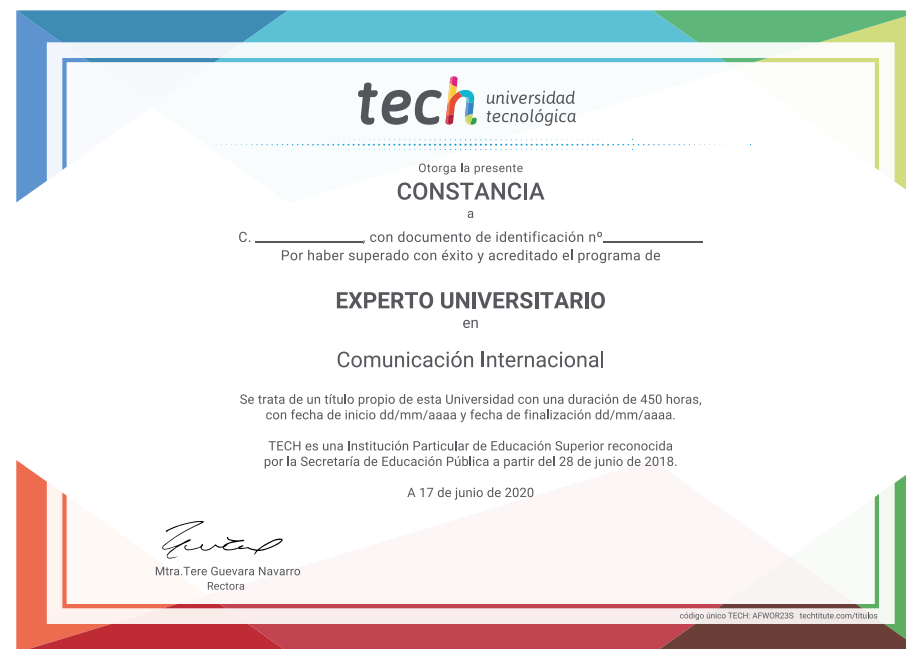 tech universidad
tecnológica
Otorga la presente
CONSTANCIA
a
C. ______________, con documento de identificación nº_____________
Por haber superado con éxito y acreditado el programa de
EXPERTO UNIVERSITARIO
en
Comunicación Internacional
Se trata de un título propio de esta Universidad con una duración de 450 horas,
con fecha de inicio dd/mm/aaaa y fecha de finalización dd/mm/aaaa.
TECH es una Institución Particular de Educación Superior reconocida
por la Secretaría de Educación Pública a partir del 28 de junio de 2018.
A 17 de junio de 2020
Mtra.Tere Guevara Navarro
Rectora
código único TECH: AFWOR23S techtitute.com/titulos